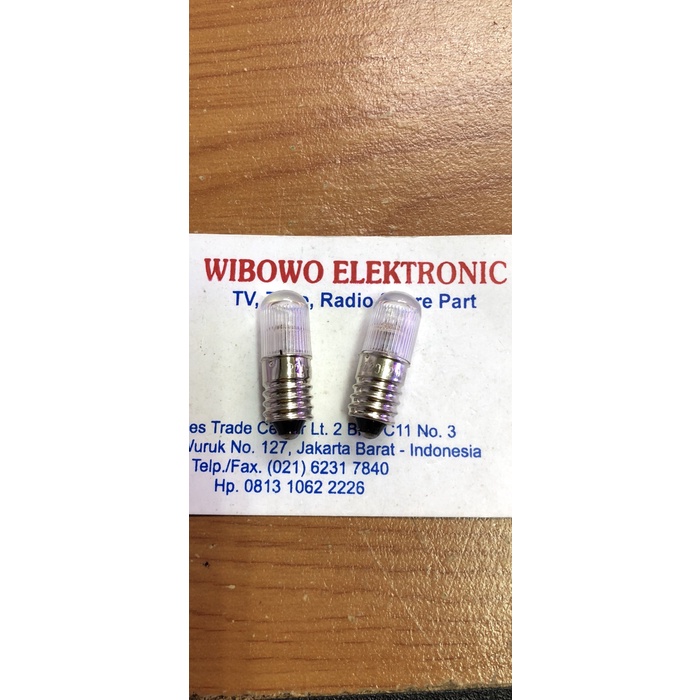 WIBOWO ELEKTRONIC
TV, Radio Part
Trade Lt. 2 C11 No. 3
No. 127, Jakarta Barat - Indonesia
Telp./Fax. (021) 6231 7840
Hp. 0813 1062 2226